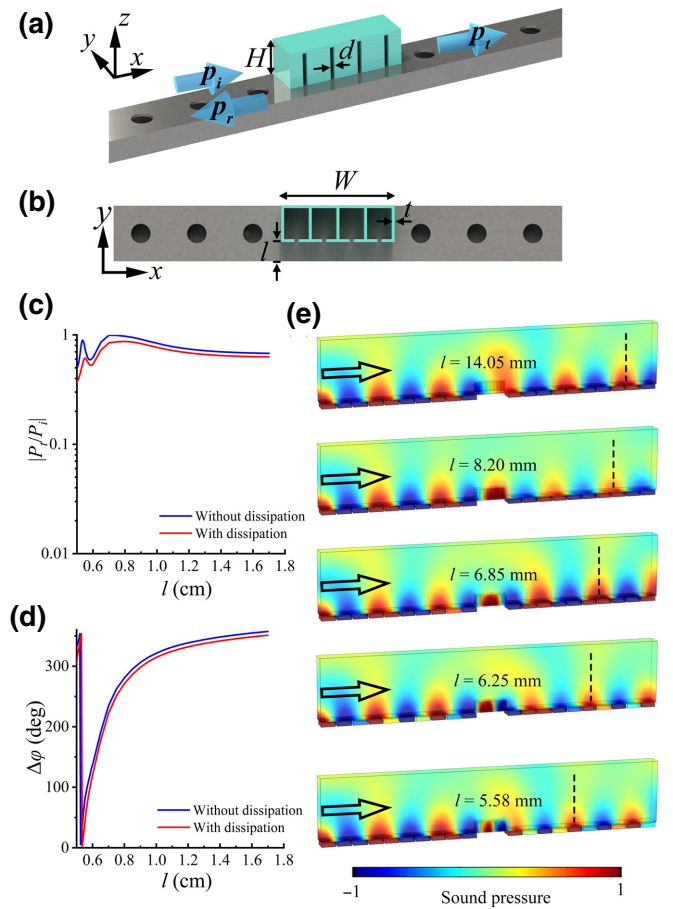 (a)
z
y
x
H
d
p_t
p_i
p_r
(b)
W
y
t
l
x
(c)
1
0.1
0.01
|P_t/P_i|
Without dissipation
With dissipation
0.6 0.8 1.0 1.2 1.4 1.6 1.8
l (cm)
(d)
300
200
100
0
Δφ (deg)
Without dissipation
With dissipation
0.6 0.8 1.0 1.2 1.4 1.6 1.8
l (cm)
(e)
l = 14.05 mm
l = 8.20 mm
l = 6.85 mm
l = 6.25 mm
l = 5.58 mm
−1 Sound pressure 1